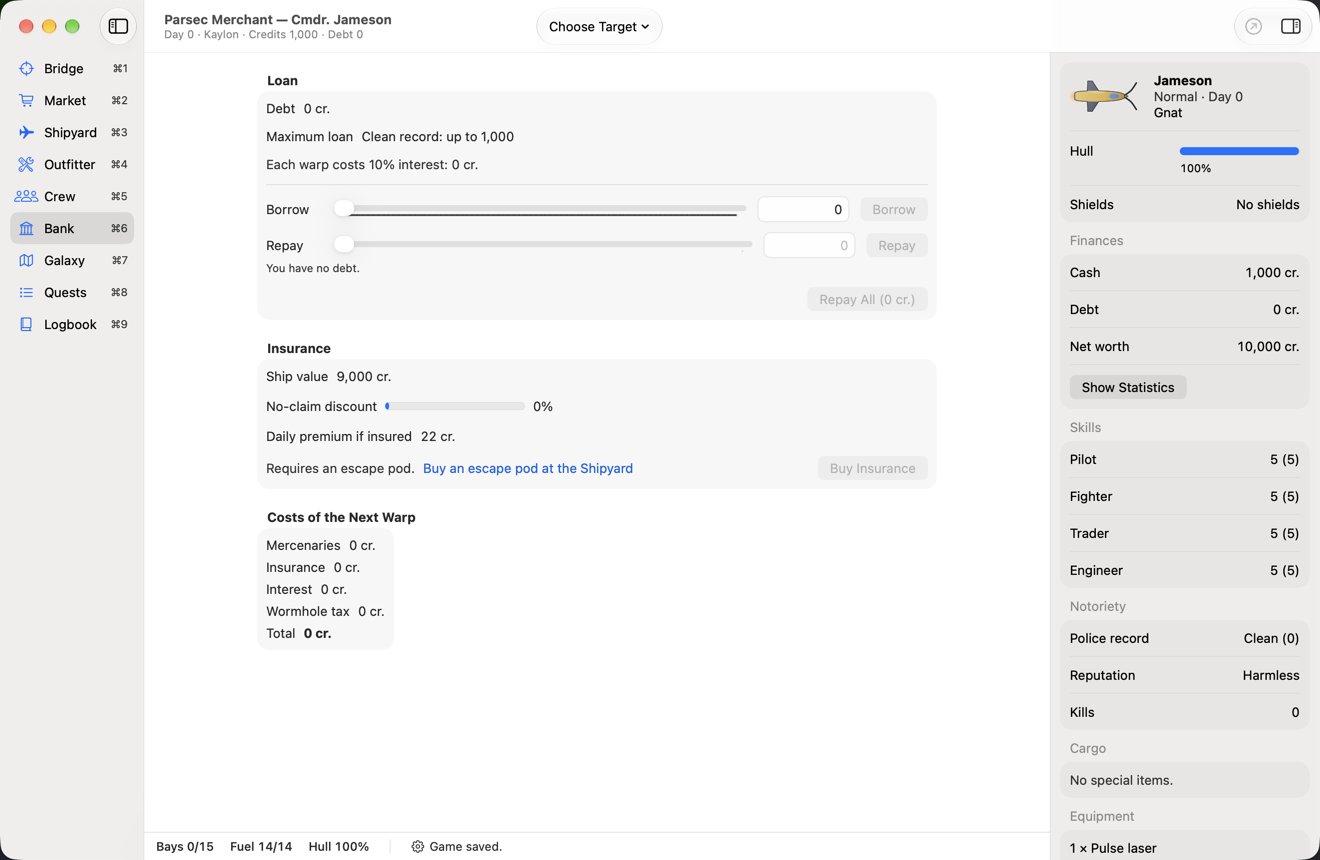 Parsec Merchant — Cmdr. Jameson
Day 0 · Kaylon · Credits 1,000 · Debt 0
Choose Target
Bridge ⌘1
Market ⌘2
Shipyard ⌘3
Outfitter ⌘4
Crew ⌘5
Bank ⌘6
Galaxy ⌘7
Quests ⌘8
Logbook ⌘9
Loan
Debt 0 cr.
Maximum loan Clean record: up to 1,000
Each warp costs 10% interest: 0 cr.
Borrow 0 Borrow
Repay 0 Repay
You have no debt.
Repay All (0 cr.)
Insurance
Ship value 9,000 cr.
No-claim discount 0%
Daily premium if insured 22 cr.
Requires an escape pod. Buy an escape pod at the Shipyard Buy Insurance
Costs of the Next Warp
Mercenaries 0 cr.
Insurance 0 cr.
Interest 0 cr.
Wormhole tax 0 cr.
Total 0 cr.
Bays 0/15 Fuel 14/14 Hull 100% Game saved.
Jameson
Normal · Day 0
Gnat
Hull
100%
Shields No shields
Finances
Cash 1,000 cr.
Debt 0 cr.
Net worth 10,000 cr.
Show Statistics
Skills
Pilot 5 (5)
Fighter 5 (5)
Trader 5 (5)
Engineer 5 (5)
Notoriety
Police record Clean (0)
Reputation Harmless
Kills 0
Cargo
No special items.
Equipment
1 × Pulse laser